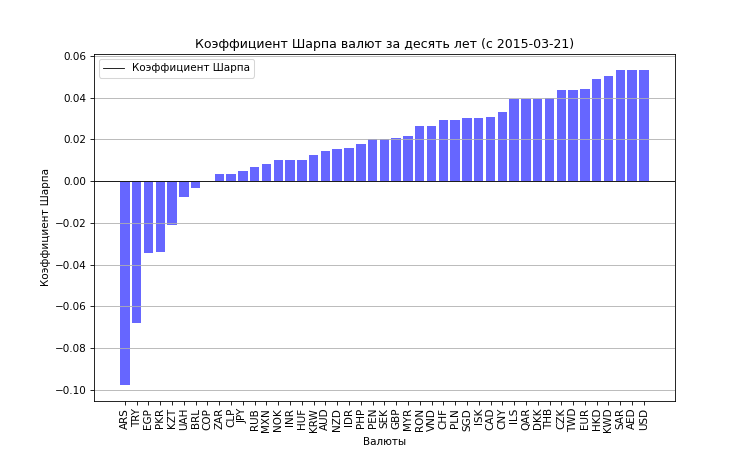 Коэффициент Шарпа валют за десять лет (с 2015-03-21)
Коэффициент Шарпа
0.06
0.04
0.02
0.00
−0.02
−0.04
−0.06
−0.08
−0.10
Коэффициент Шарпа
ARS TRY EGP PKR KZT UAH BRL COP ZAR CLP JPY RUB MXN NOK INR HUF KRW AUD NZD IDR PHP PEN SEK GBP MYR RON VND CHF PLN SGD ISK CAD CNY ILS QAR DKK THB CZK TWD EUR HKD KWD SAR AED USD
Валюты